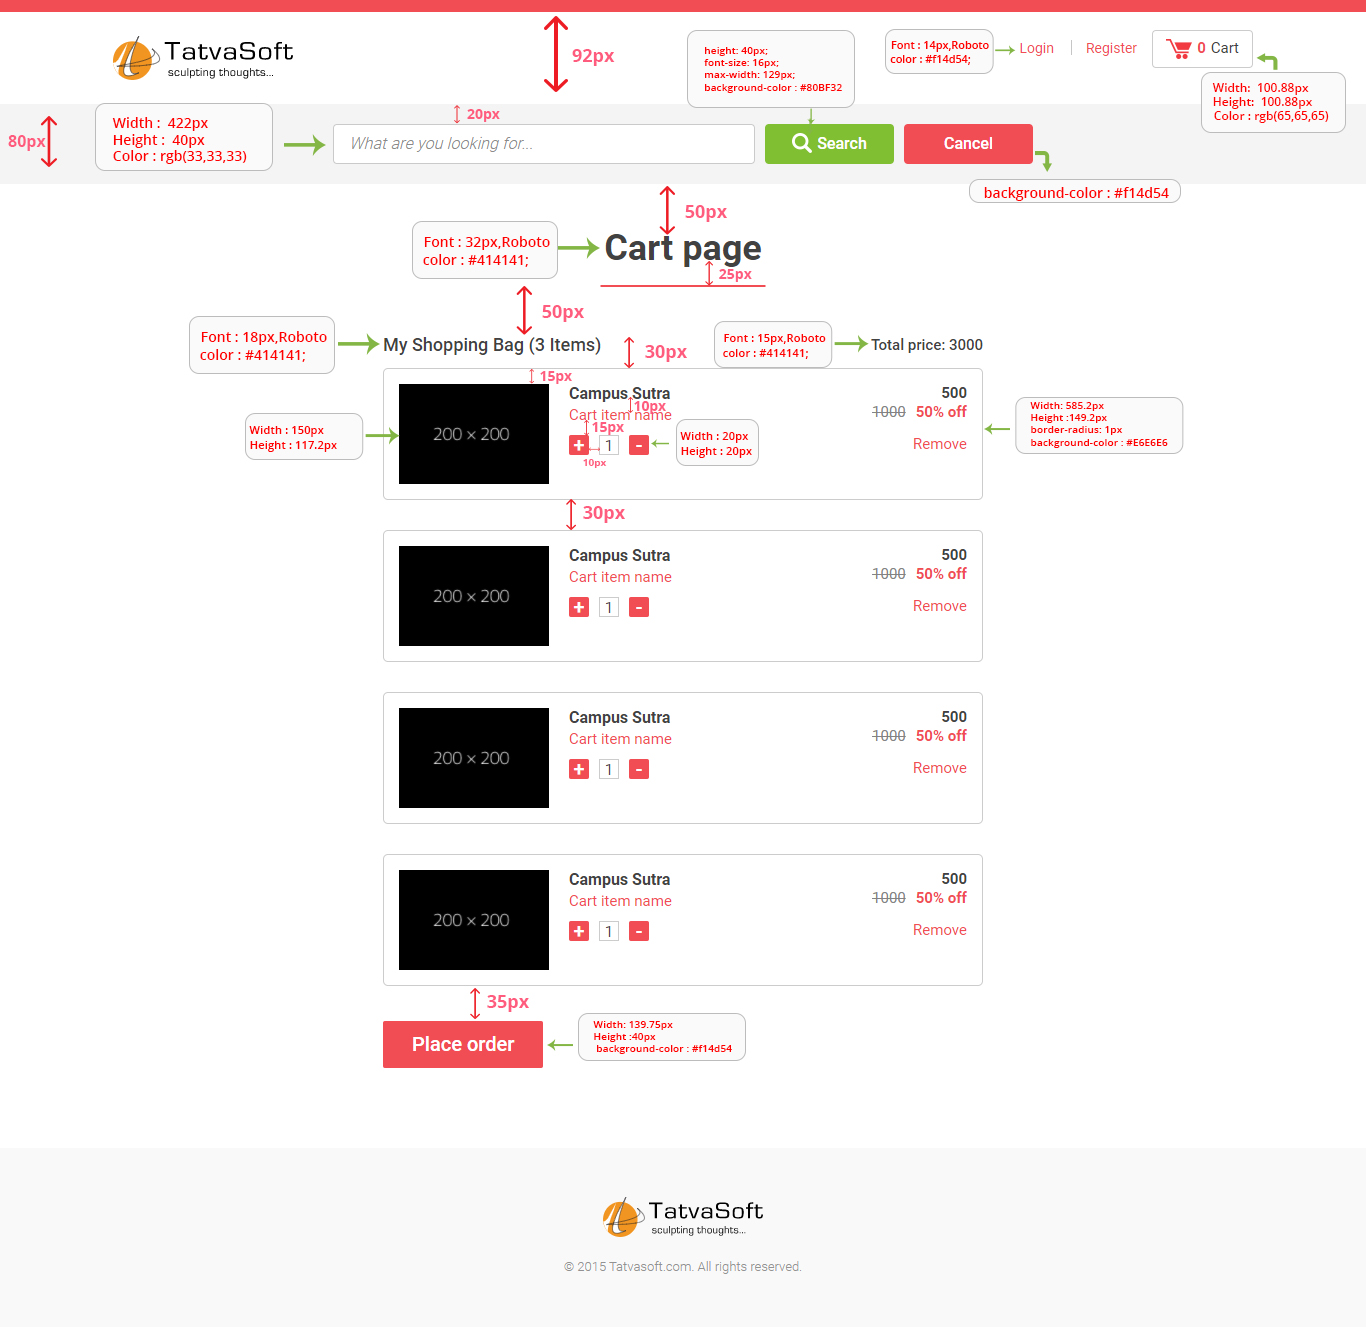 TatvaSoft
sculpting thoughts...
92px
height: 40px;
font-size: 16px;
max-width: 129px;
background-color : #80BF32
Font : 14px,Roboto
color : #f14d54;
Login
Register
0 Cart
Width: 100.88px
Height: 100.88px
Color : rgb(65,65,65)
80px
Width : 422px
Height : 40px
Color : rgb(33,33,33)
20px
What are you looking for...
Search
Cancel
background-color : #f14d54
50px
Font : 32px,Roboto
color : #414141;
Cart page
25px
50px
Font : 18px,Roboto
color : #414141;
My Shopping Bag (3 Items)
30px
Font : 15px,Roboto
color : #414141;
Total price: 3000
15px
Width : 150px
Height : 117.2px
200 × 200
Campus Sutra
10px
Cart item name
15px
+ 1 -
10px
Width : 20px
Height : 20px
500
1000 50% off
Remove
Width: 585.2px
Height :149.2px
border-radius: 1px
background-color : #E6E6E6
30px
200 × 200
Campus Sutra
Cart item name
+ 1 -
500
1000 50% off
Remove
200 × 200
Campus Sutra
Cart item name
+ 1 -
500
1000 50% off
Remove
200 × 200
Campus Sutra
Cart item name
+ 1 -
500
1000 50% off
Remove
35px
Place order
Width: 139.75px
Height :40px
background-color : #f14d54
TatvaSoft
sculpting thoughts...
© 2015 Tatvasoft.com. All rights reserved.